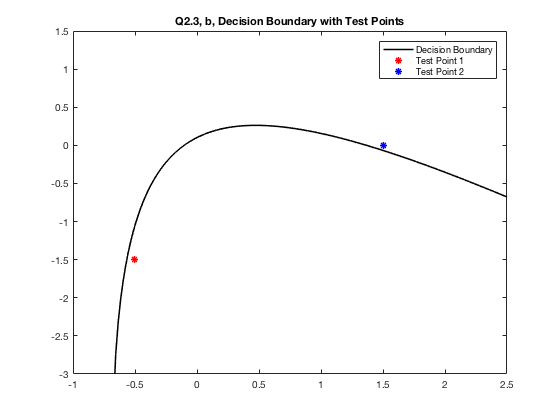 Q2.3, b, Decision Boundary with Test Points
Decision Boundary
Test Point 1
Test Point 2
1.5
1
0.5
0
-0.5
-1
-1.5
-2
-2.5
-3
-1 -0.5 0 0.5 1 1.5 2 2.5